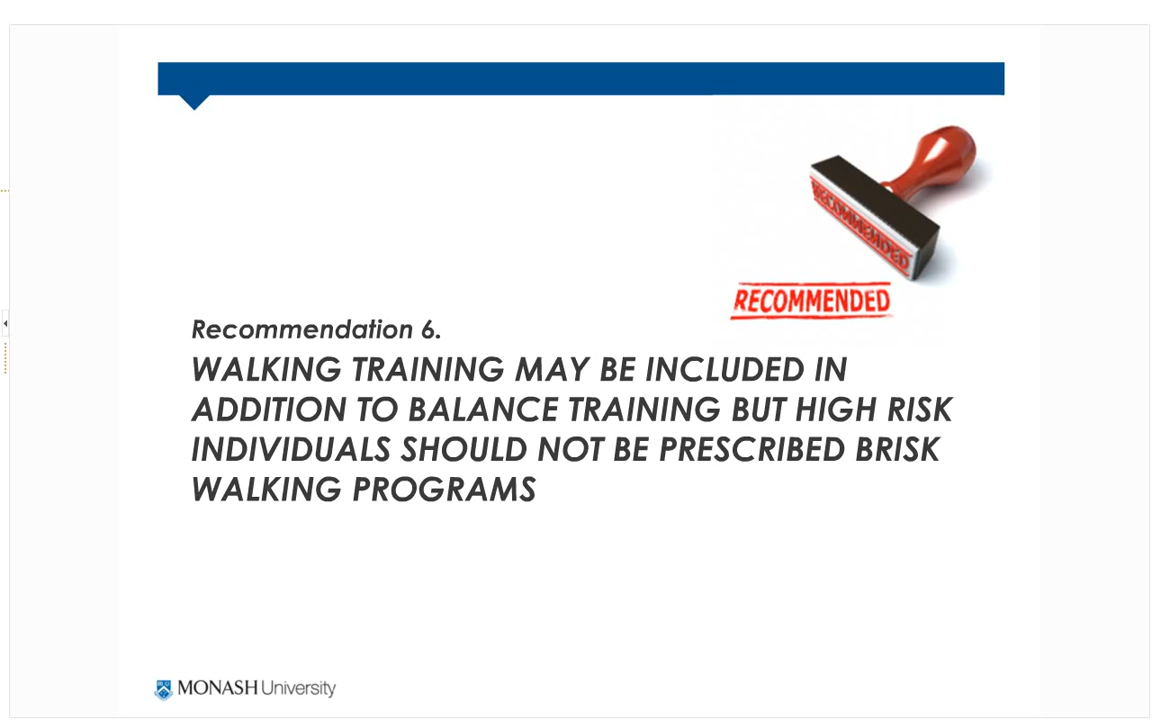 RECOMMENDED
RECOMMENDED
Recommendation 6.
WALKING TRAINING MAY BE INCLUDED IN
ADDITION TO BALANCE TRAINING BUT HIGH RISK
INDIVIDUALS SHOULD NOT BE PRESCRIBED BRISK
WALKING PROGRAMS
MONASH University